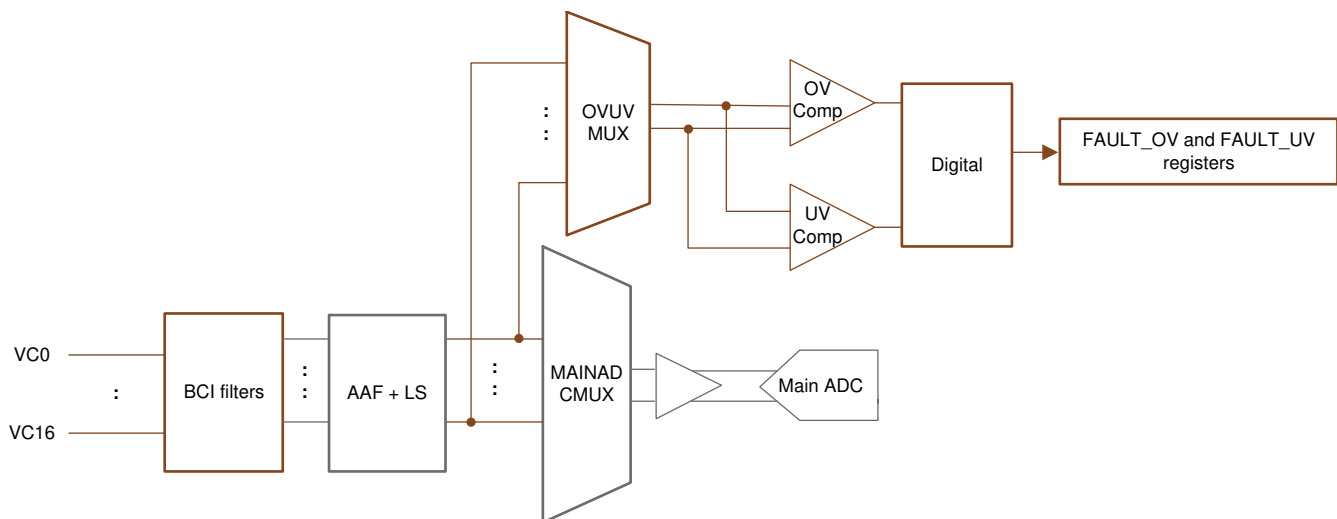 OVUV
MUX
OV
Comp
UV
Comp
Digital
FAULT_OV and FAULT_UV
registers
VC0
:
VC16
BCI filters
:
AAF + LS
:
MAINAD
CMUX
Main ADC